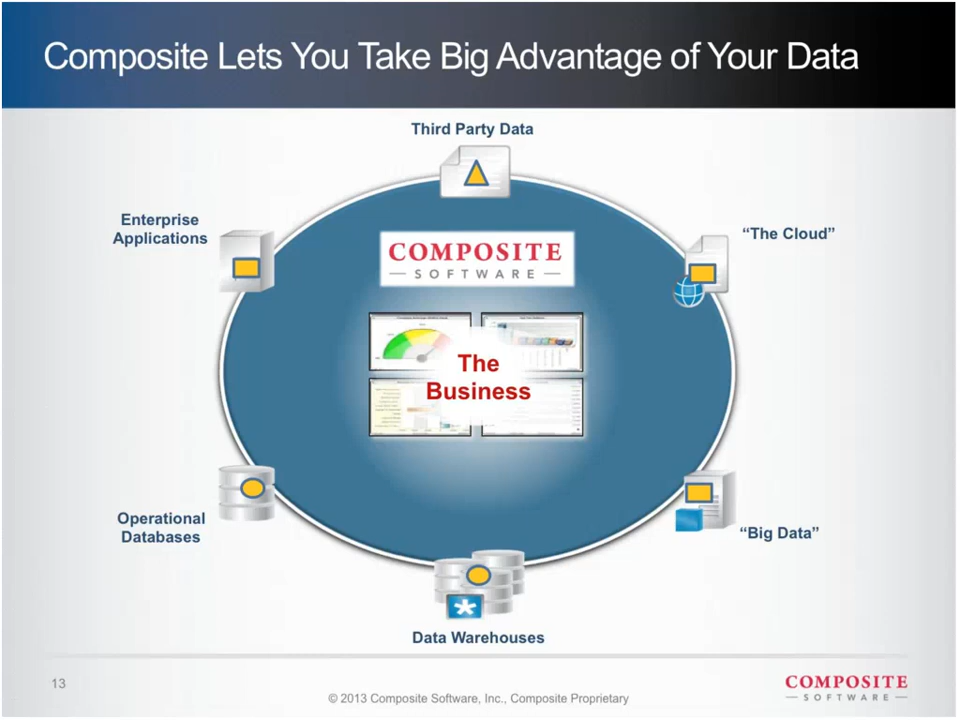 Composite Lets You Take Big Advantage of Your Data
Third Party Data
Enterprise
Applications
“The Cloud”
COMPOSITE
SOFTWARE
The
Business
Operational
Databases
“Big Data”
Data Warehouses
13
© 2013 Composite Software, Inc., Composite Proprietary
COMPOSITE
SOFTWARE